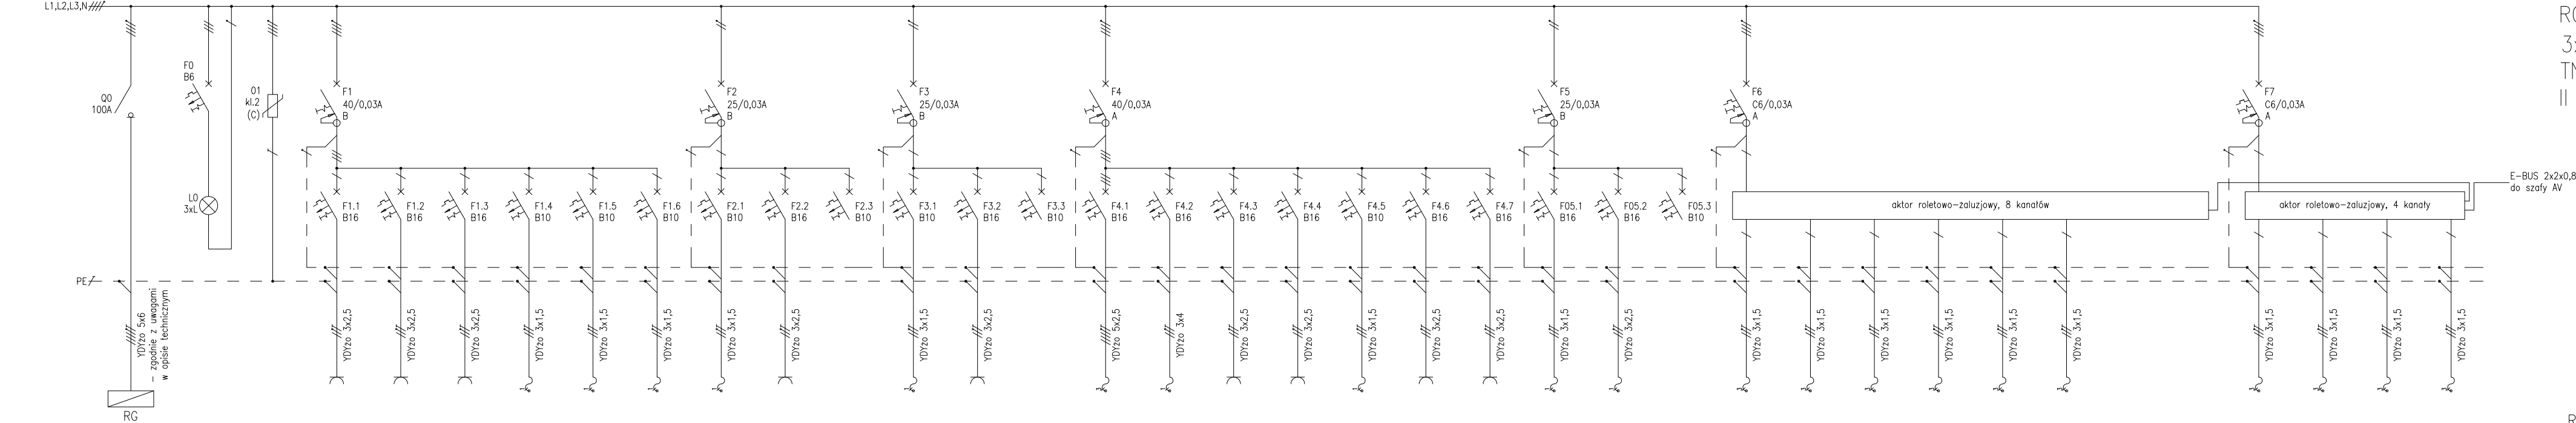 L1,L2,L3,N
Q0
100A
F0
B6
L0
3xL
01
kl.2
(C)
F1
40/0,03A
B
F2
25/0,03A
B
F3
25/0,03A
B
F4
40/0,03A
A
F5
25/0,03A
B
F6
C6/0,03A
A
F7
C6/0,03A
A
F1.1
B16
F1.2
B16
F1.3
B16
F1.4
B10
F1.5
B10
F1.6
B10
F2.1
B10
F2.2
B16
F2.3
B10
F3.1
B10
F3.2
B16
F3.3
B10
F4.1
B16
F4.2
B16
F4.3
B16
F4.4
B16
F4.5
B10
F4.6
B16
F4.7
B16
F05.1
B16
F05.2
B16
F05.3
B10
aktor roletowo-żaluzjowy, 8 kanałów
aktor roletowo-żaluzjowy, 4 kanały
E-BUS 2x2x0,8
do szafy AV
PE
YDYżo 5x6
- zgodnie z uwagami
w opisie technicznym
RG
YDYżo 3x2,5
YDYżo 3x2,5
YDYżo 3x2,5
YDYżo 3x1,5
YDYżo 3x1,5
YDYżo 3x1,5
YDYżo 3x1,5
YDYżo 3x2,5
YDYżo 3x1,5
YDYżo 3x2,5
YDYżo 5x2,5
YDYżo 3x4
YDYżo 3x2,5
YDYżo 3x2,5
YDYżo 3x1,5
YDYżo 3x2,5
YDYżo 3x2,5
YDYżo 3x1,5
YDYżo 3x2,5
YDYżo 3x1,5
YDYżo 3x1,5
YDYżo 3x1,5
YDYżo 3x1,5
YDYżo 3x1,5
YDYżo 3x1,5
YDYżo 3x1,5
YDYżo 3x1,5
YDYżo 3x1,5
YDYżo 3x1,5